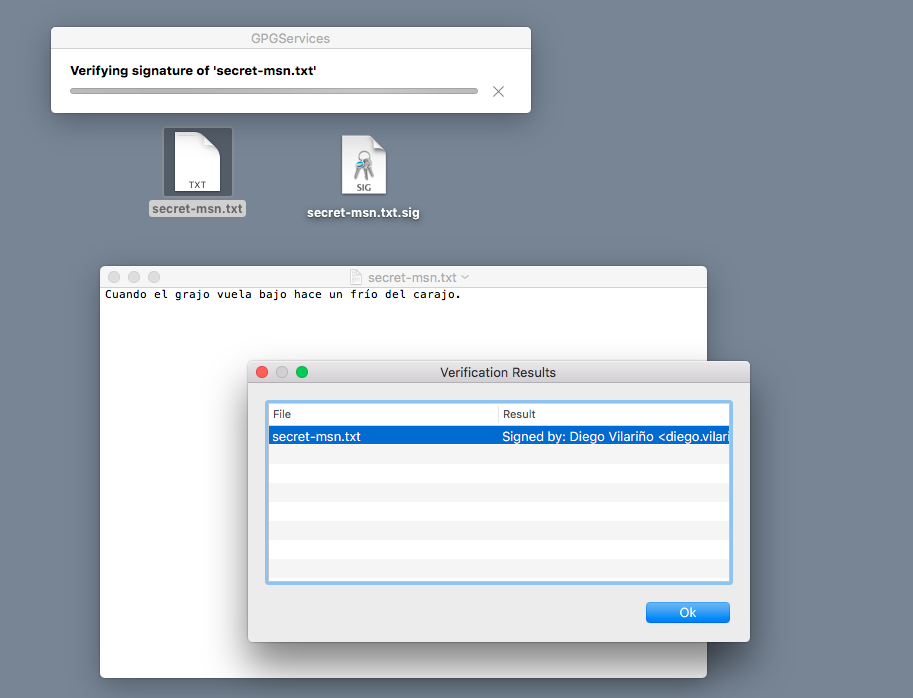 GPGServices
Verifying signature of 'secret-msn.txt'
TXT
SIG
secret-msn.txt
secret-msn.txt.sig
secret-msn.txt
Cuando el grajo vuela bajo hace un frío del carajo.
Verification Results
File Result
secret-msn.txt Signed by: Diego Vilariño <diego.vilari
Ok